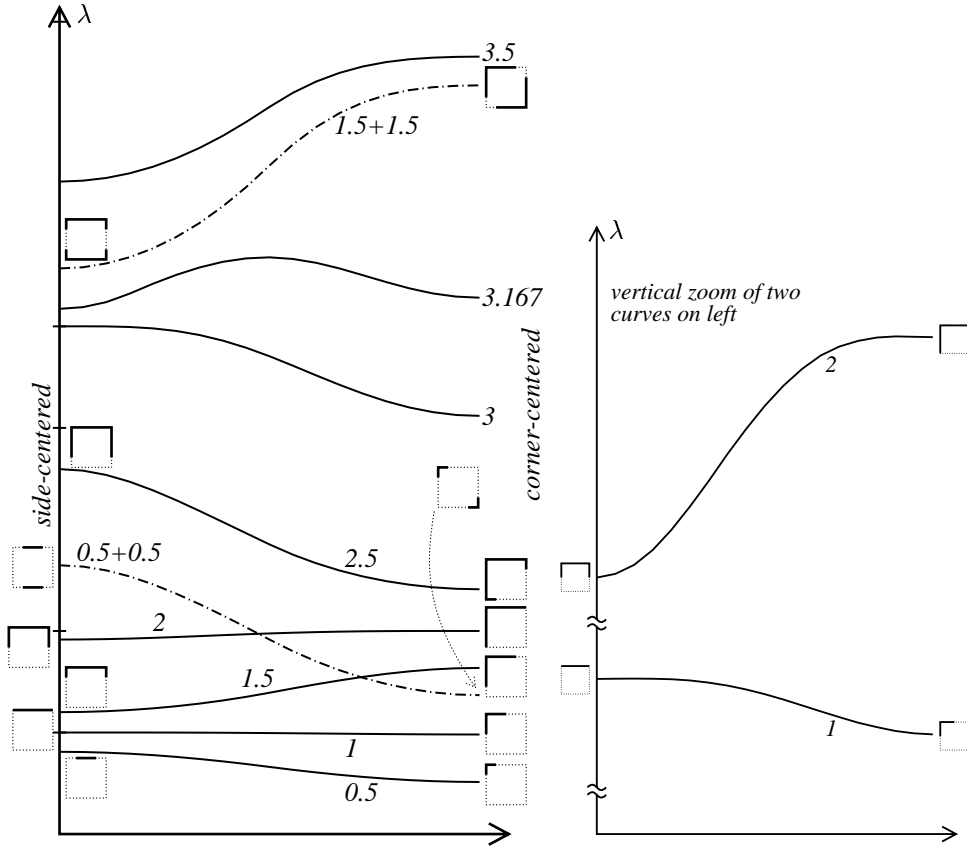 λ
3.5
1.5+1.5
3.167
3
side-centered
corner-centered
0.5+0.5
2.5
2
1.5
1
0.5
λ
vertical zoom of two
curves on left
2
1